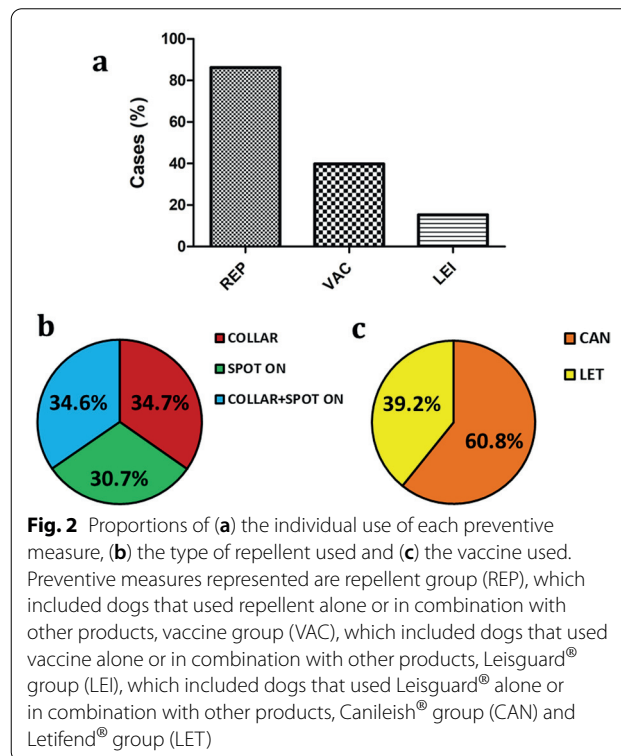 a
Cases (%)
100
80
60
40
20
0
REP
VAC
LEI
b
COLLAR
SPOT ON
COLLAR+SPOT ON
34.6%
34.7%
30.7%
c
CAN
LET
39.2%
60.8%
Fig. 2 Proportions of (a) the individual use of each preventive
measure, (b) the type of repellent used and (c) the vaccine used.
Preventive measures represented are repellent group (REP), which
included dogs that used repellent alone or in combination with
other products, vaccine group (VAC), which included dogs that used
vaccine alone or in combination with other products, Leisguard®
group (LEI), which included dogs that used Leisguard® alone or
in combination with other products, Canileish® group (CAN) and
Letifend® group (LET)